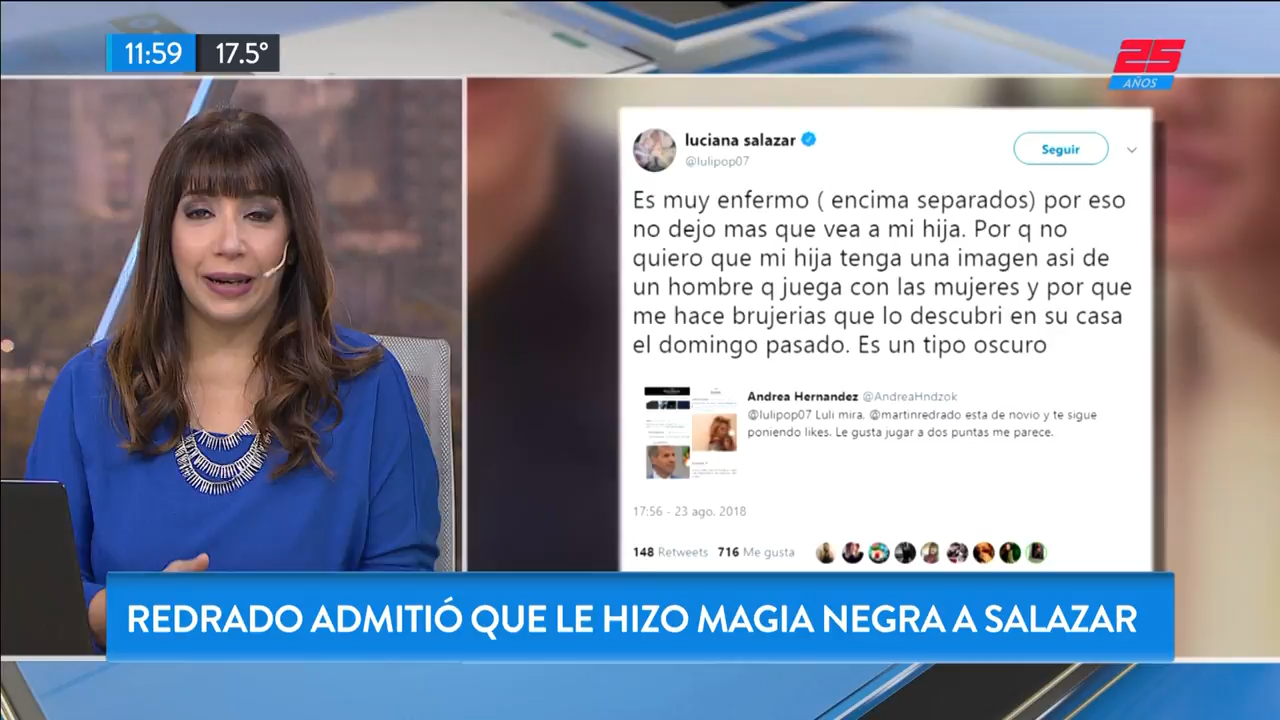 11:59 17.5°
25
AÑOS
luciana salazar
@lulipop07
Seguir
Es muy enfermo ( encima separados) por eso
no dejo mas que vea a mi hija. Por q no
quiero que mi hija tenga una imagen asi de
un hombre q juega con las mujeres y por que
me hace brujerias que lo descubri en su casa
el domingo pasado. Es un tipo oscuro
Andrea Hernandez @AndreaHndzok
@lulipop07 Luli mira. @martinredrado esta de novio y te sigue
poniendo likes. Le gusta jugar a dos puntas me parece.
17:56 - 23 ago. 2018
148 Retweets 716 Me gusta
REDRADO ADMITIÓ QUE LE HIZO MAGIA NEGRA A SALAZAR